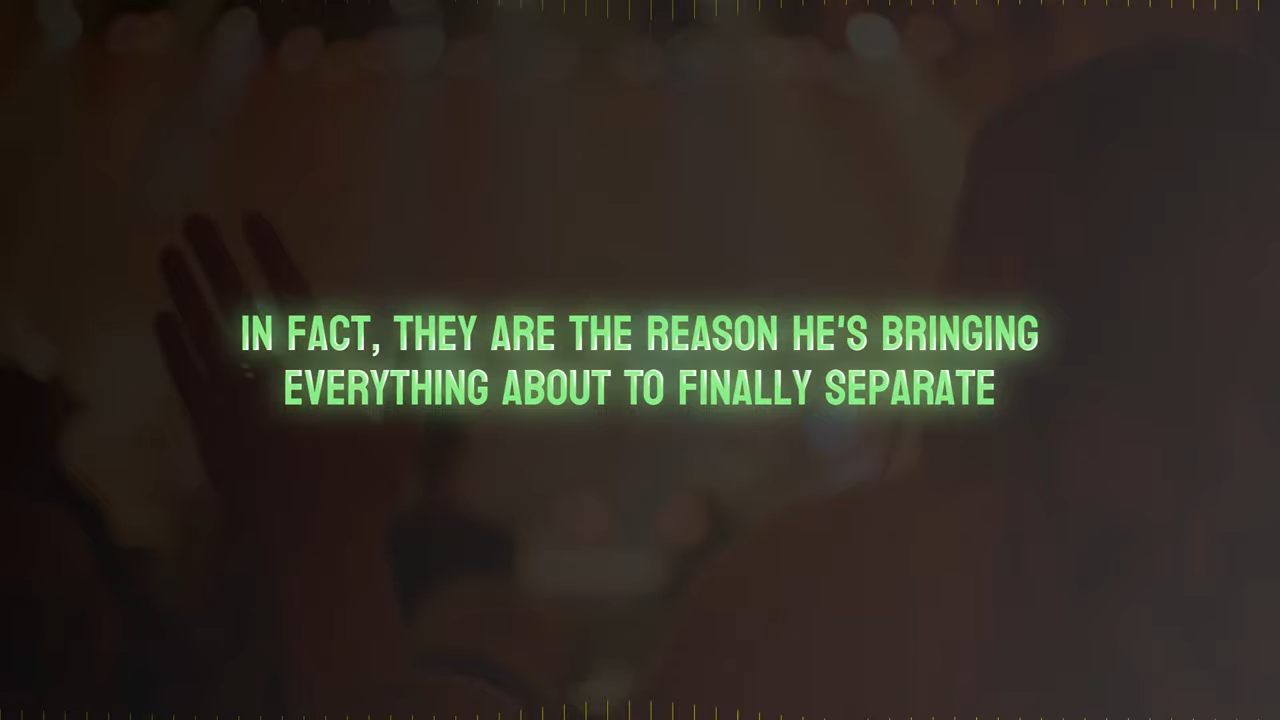 IN FACT, THEY ARE THE REASON HE'S BRINGING
EVERYTHING ABOUT TO FINALLY SEPARATE